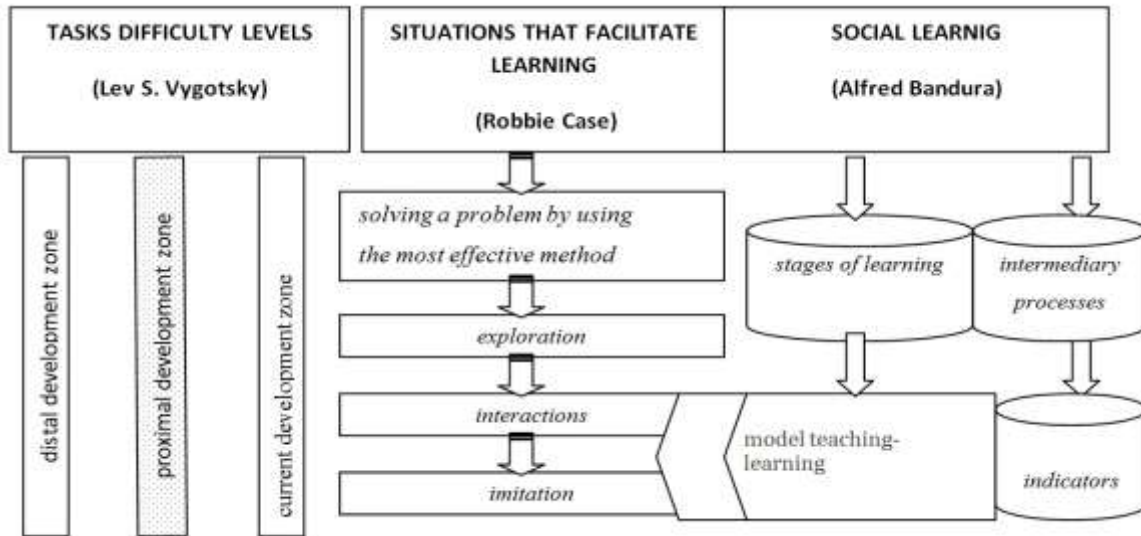 TASKS DIFFICULTY LEVELS
(Lev S. Vygotsky)
SITUATIONS THAT FACILITATE
LEARNING
(Robbie Case)
SOCIAL LEARNIG
(Alfred Bandura)
distal development zone
proximal development zone
current development zone
solving a problem by using
the most effective method
exploration
interactions
imitation
stages of learning
intermediary
processes
model teaching-
learning
indicators